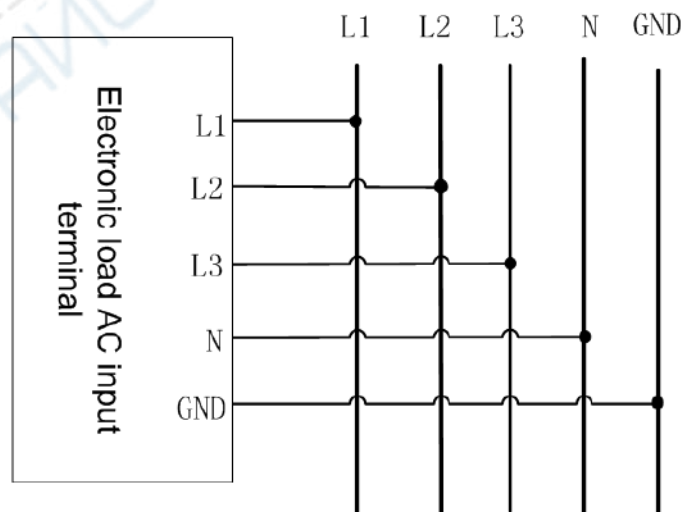 L1 L2 L3 N GND
Electronic load AC input
terminal
L1
L2
L3
N
GND